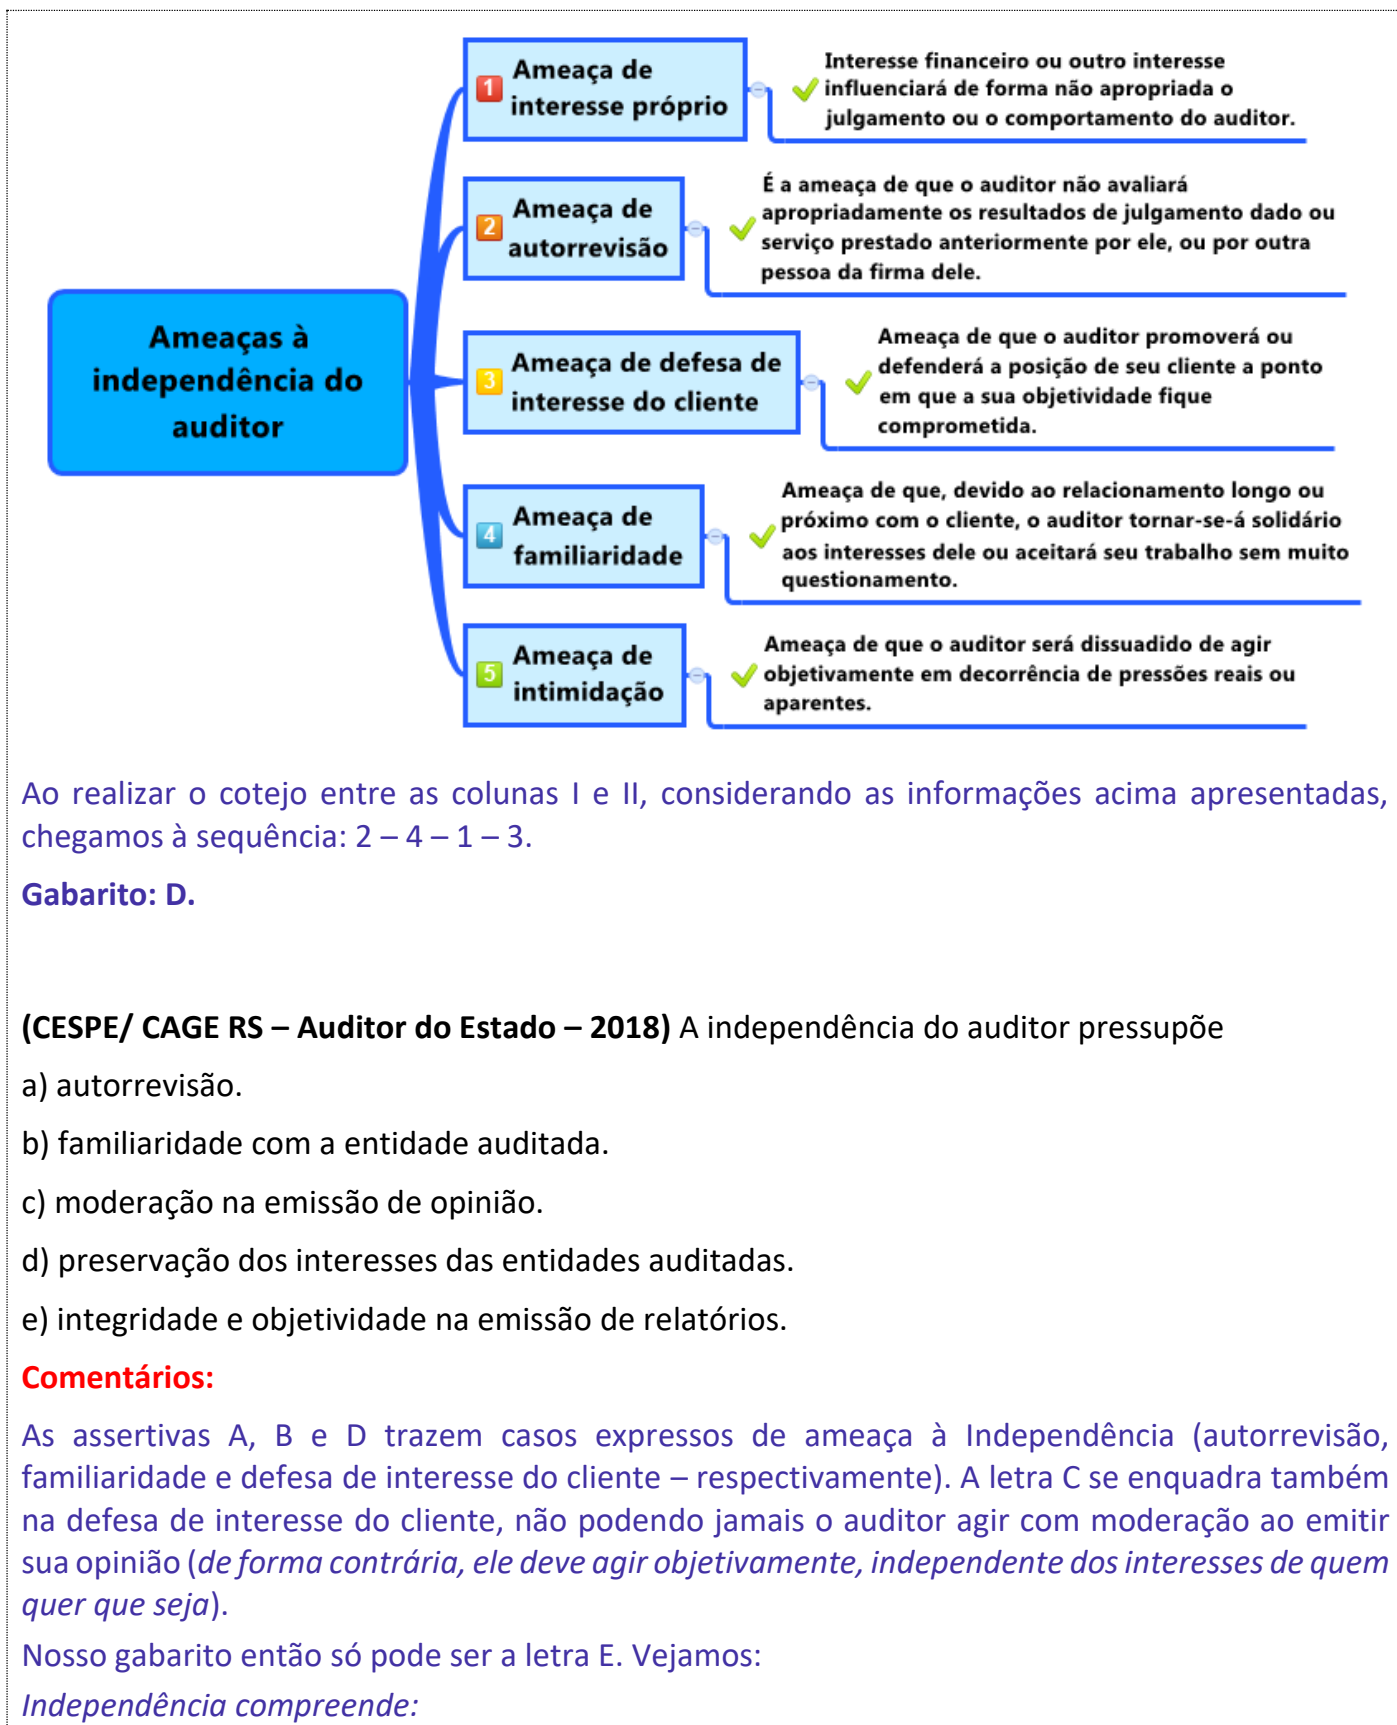 1
Ameaça de
interesse próprio
Interesse financeiro ou outro interesse
influenciará de forma não apropriada o
julgamento ou o comportamento do auditor.
2
Ameaça de
autorrevisão
É a ameaça de que o auditor não avaliará
apropriadamente os resultados de julgamento dado ou
serviço prestado anteriormente por ele, ou por outra
pessoa da firma dele.
Ameaças à
independência do
auditor
3
Ameaça de defesa de
interesse do cliente
Ameaça de que o auditor promoverá ou
defenderá a posição de seu cliente a ponto
em que a sua objetividade fique
comprometida.
4
Ameaça de
familiaridade
Ameaça de que, devido ao relacionamento longo ou
próximo com o cliente, o auditor tornar-se-á solidário
aos interesses dele ou aceitará seu trabalho sem muito
questionamento.
5
Ameaça de
intimidação
Ameaça de que o auditor será dissuadido de agir
objetivamente em decorrência de pressões reais ou
aparentes.
Ao realizar o cotejo entre as colunas I e II, considerando as informações acima apresentadas,
chegamos à sequência: 2 – 4 – 1 – 3.
Gabarito: D.
(CESPE/ CAGE RS – Auditor do Estado – 2018) A independência do auditor pressupõe
a) autorrevisão.
b) familiaridade com a entidade auditada.
c) moderação na emissão de opinião.
d) preservação dos interesses das entidades auditadas.
e) integridade e objetividade na emissão de relatórios.
Comentários:
As assertivas A, B e D trazem casos expressos de ameaça à Independência (autorrevisão,
familiaridade e defesa de interesse do cliente – respectivamente). A letra C se enquadra também
na defesa de interesse do cliente, não podendo jamais o auditor agir com moderação ao emitir
sua opinião (de forma contrária, ele deve agir objetivamente, independente dos interesses de quem
quer que seja).
Nosso gabarito então só pode ser a letra E. Vejamos:
Independência compreende: